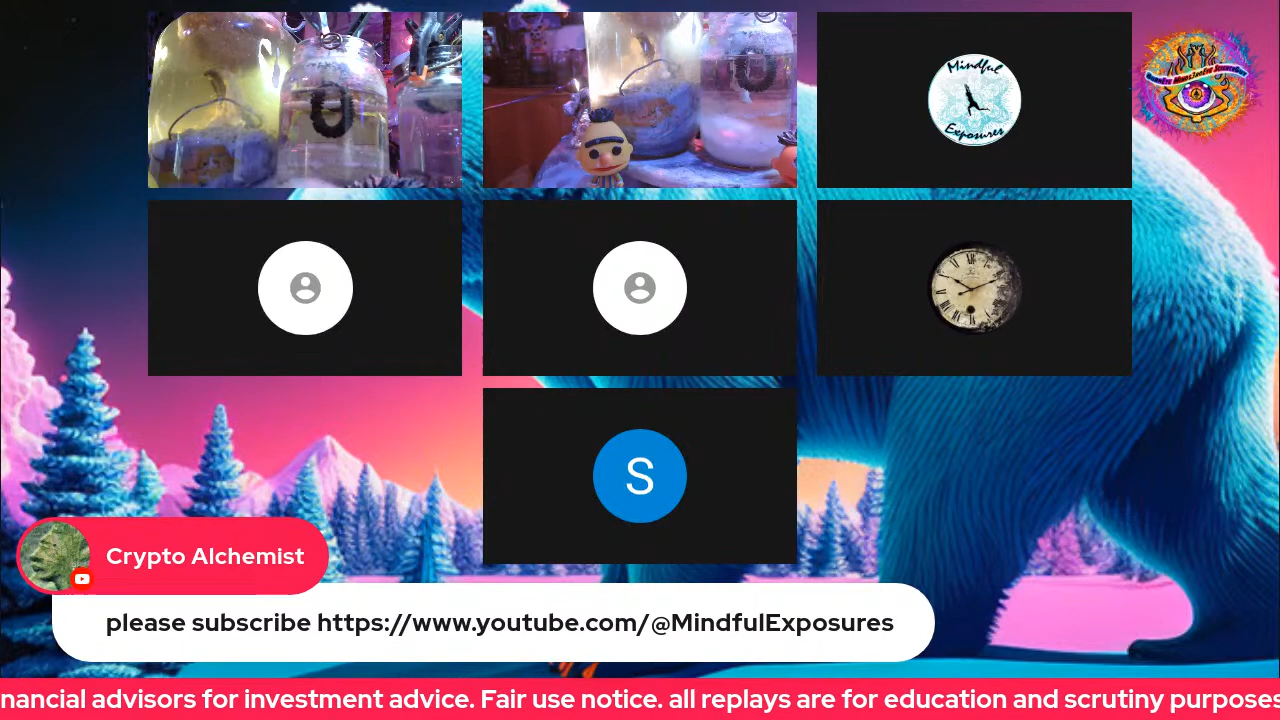 Mindful
Exposures
S
Crypto Alchemist
please subscribe https://www.youtube.com/@MindfulExposures
nancial advisors for investment advice. Fair use notice. all replays are for education and scrutiny purposes